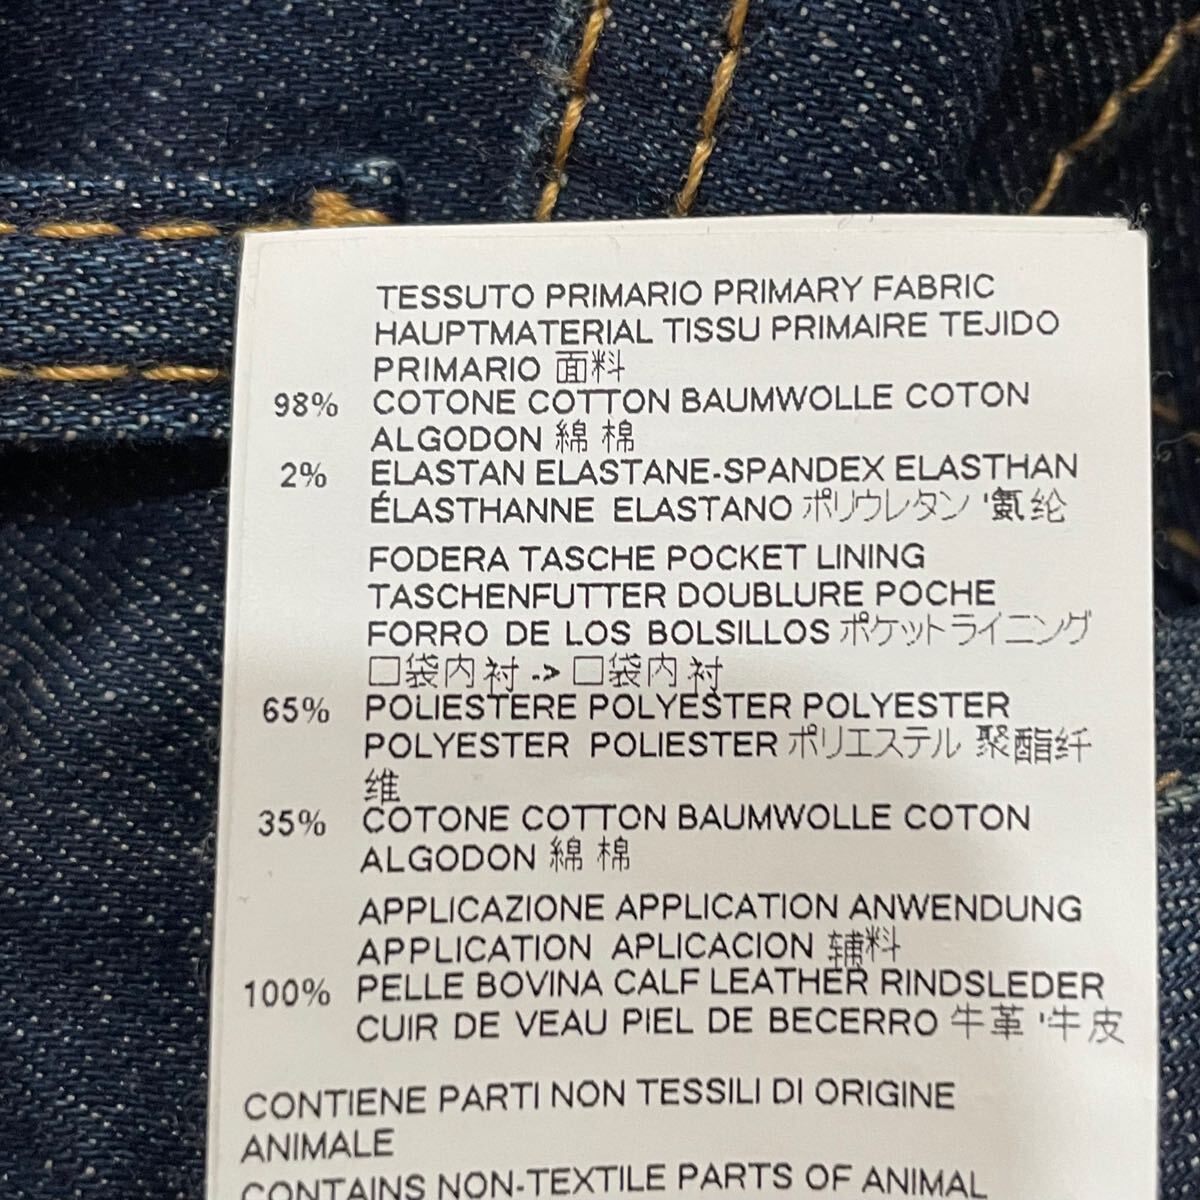 TESSUTO PRIMARIO PRIMARY FABRIC
HAUPTMATERIAL TISSU PRIMAIRE TEJIDO
PRIMARIO 面料
98% COTONE COTTON BAUMWOLLE COTON
ALGODON 綿 棉
2% ELASTAN ELASTANE-SPANDEX ELASTHAN
ÉLASTHANNE ELASTANO ポリウレタン '氨纶
FODERA TASCHE POCKET LINING
TASCHENFUTTER DOUBLURE POCHE
FORRO DE LOS BOLSILLOS ポケットライニング
口袋内衬 -> 口袋内衬
65% POLIESTERE POLYESTER POLYESTER
POLYESTER POLIESTER ポリエステル 聚酯纤
维
35% COTONE COTTON BAUMWOLLE COTON
ALGODON 綿 棉
APPLICAZIONE APPLICATION ANWENDUNG
APPLICATION APLICACION 辅料
100% PELLE BOVINA CALF LEATHER RINDSLEDER
CUIR DE VEAU PIEL DE BECERRO 牛革 '牛皮
CONTIENE PARTI NON TESSILI DI ORIGINE
ANIMALE
CONTAINS NON-TEXTILE PARTS OF ANIMAL